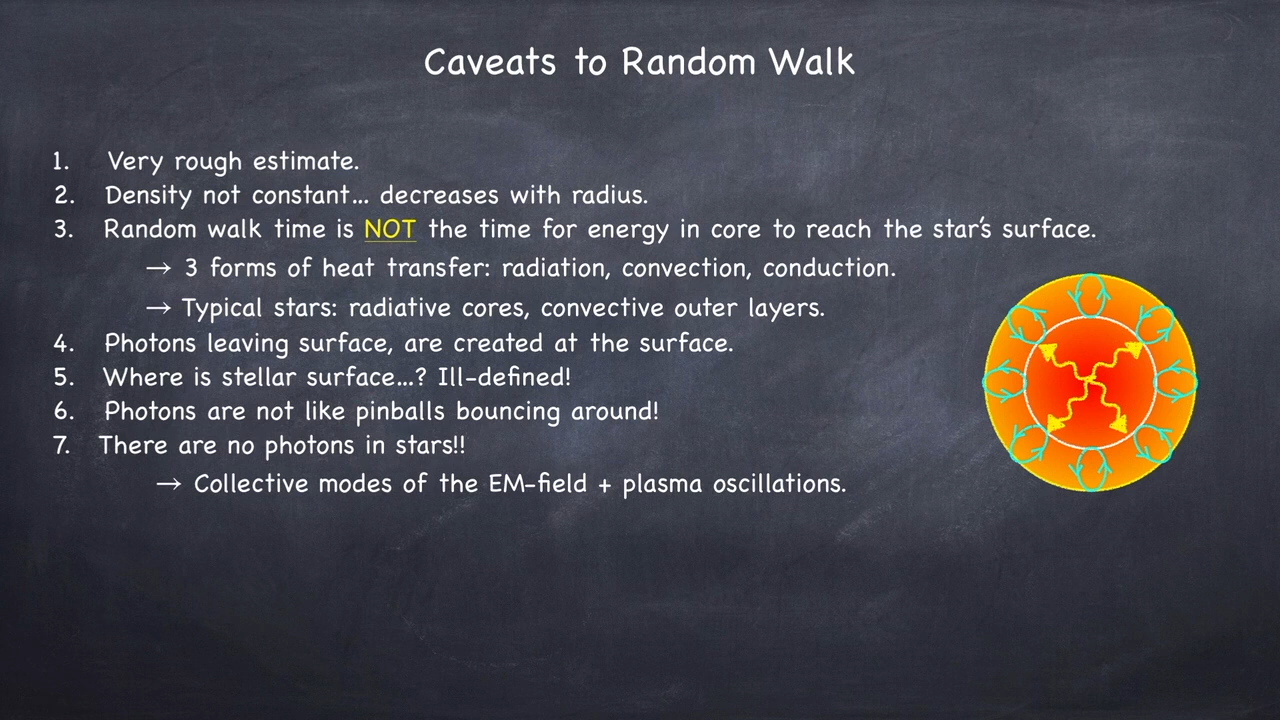 Caveats to Random Walk
1. Very rough estimate.
2. Density not constant... decreases with radius.
3. Random walk time is NOT the time for energy in core to reach the star's surface.
→ 3 forms of heat transfer: radiation, convection, conduction.
→ Typical stars: radiative cores, convective outer layers.
4. Photons leaving surface, are created at the surface.
5. Where is stellar surface...? Ill-defined!
6. Photons are not like pinballs bouncing around!
7. There are no photons in stars!!
→ Collective modes of the EM-field + plasma oscillations.